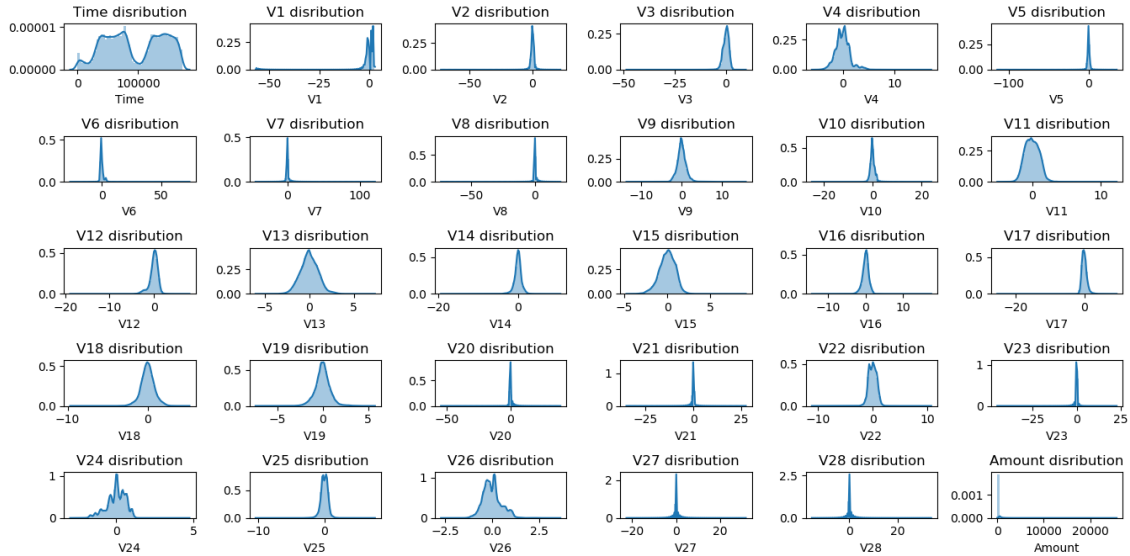 Time disribution V1 disribution V2 disribution V3 disribution V4 disribution V5 disribution
0.00001 0.25 0.25 0.25 0.25 0.25
0.00000 0.00 0.00 0.00 0.00 0.00
0 100000 −50 −25 0 −50 0 −50 −25 0 0 10 −100 0
Time V1 V2 V3 V4 V5
V6 disribution V7 disribution V8 disribution V9 disribution V10 disribution V11 disribution
0.5 0.5 0.5 0.25 0.5 0.25
0.0 0.0 0.0 0.00 0.0 0.00
0 50 0 100 −50 0 −10 0 10 −20 0 20 0 10
V6 V7 V8 V9 V10 V11
V12 disribution V13 disribution V14 disribution V15 disribution V16 disribution V17 disribution
0.5 0.25 0.5 0.25 0.5 0.5
0.0 0.00 0.0 0.00 0.0 0.0
−20 −10 0 −5 0 5 −20 0 −5 0 5 −10 0 10 −20 0
V12 V13 V14 V15 V16 V17
V18 disribution V19 disribution V20 disribution V21 disribution V22 disribution V23 disribution
0.5 0.5 0.5 1 0.5 1
0.0 0.0 0.0 0 0.0 0
−10 0 −5 0 5 −50 0 −25 0 25 −10 0 10 −25 0 25
V18 V19 V20 V21 V22 V23
V24 disribution V25 disribution V26 disribution V27 disribution V28 disribution Amount disribution
1 0.5 1 2 2.5 0.001
0 0.0 0 0 0.0 0.000
0 5 −10 0 −2.5 0.0 2.5 −20 0 20 0 20 0 10000 20000
V24 V25 V26 V27 V28 Amount